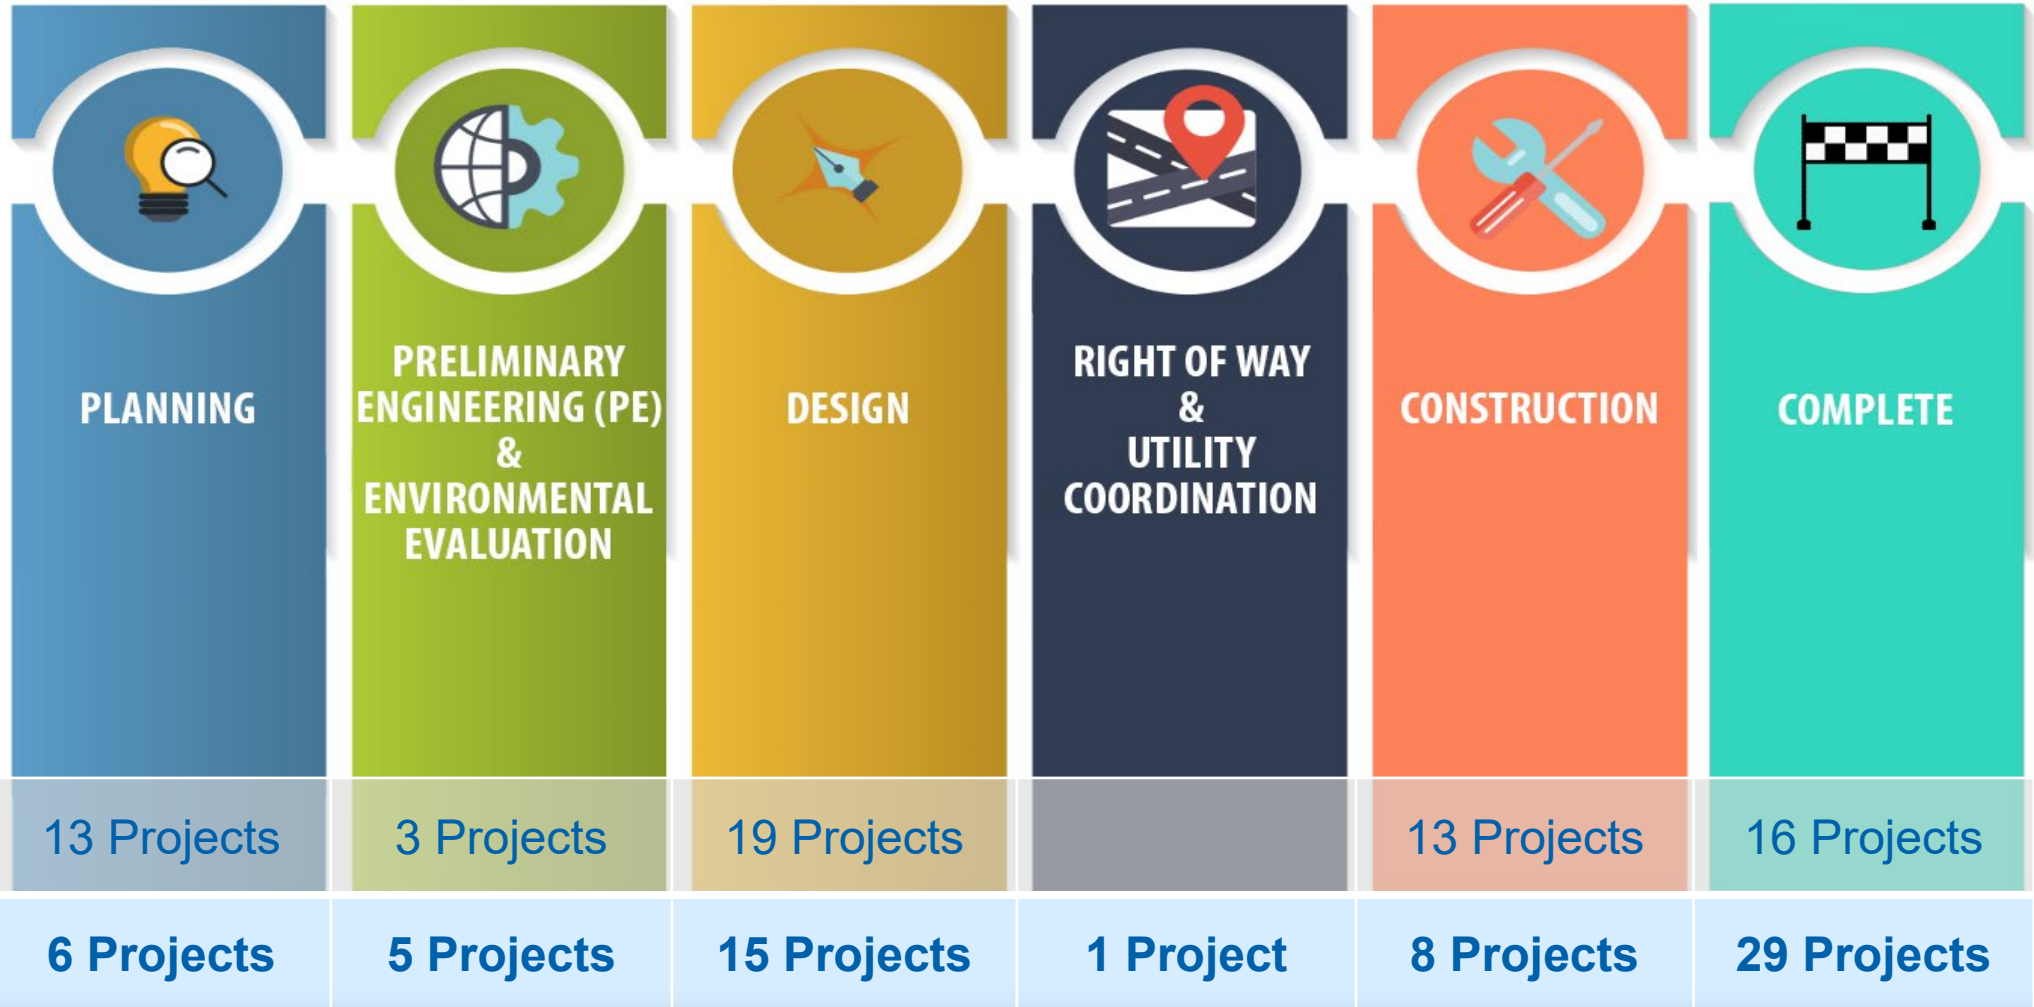 PLANNING
PRELIMINARY
ENGINEERING (PE)
&
ENVIRONMENTAL
EVALUATION
DESIGN
RIGHT OF WAY
&
UTILITY
COORDINATION
CONSTRUCTION
COMPLETE
13 Projects
3 Projects
19 Projects
13 Projects
16 Projects
6 Projects
5 Projects
15 Projects
1 Project
8 Projects
29 Projects